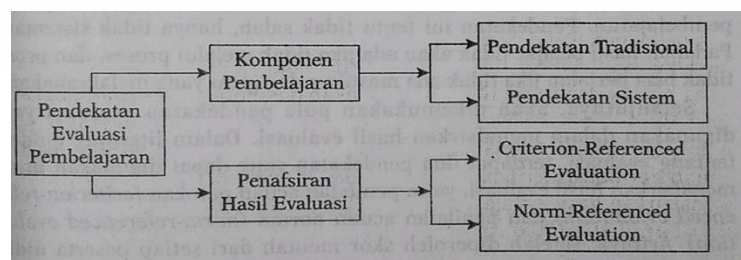 Pendekatan
Evaluasi
Pembelajaran
Komponen
Pembelajaran
Penafsiran
Hasil Evaluasi
Pendekatan Tradisional
Pendekatan Sistem
Criterion-Referenced
Evaluation
Norm-Referenced
Evaluation